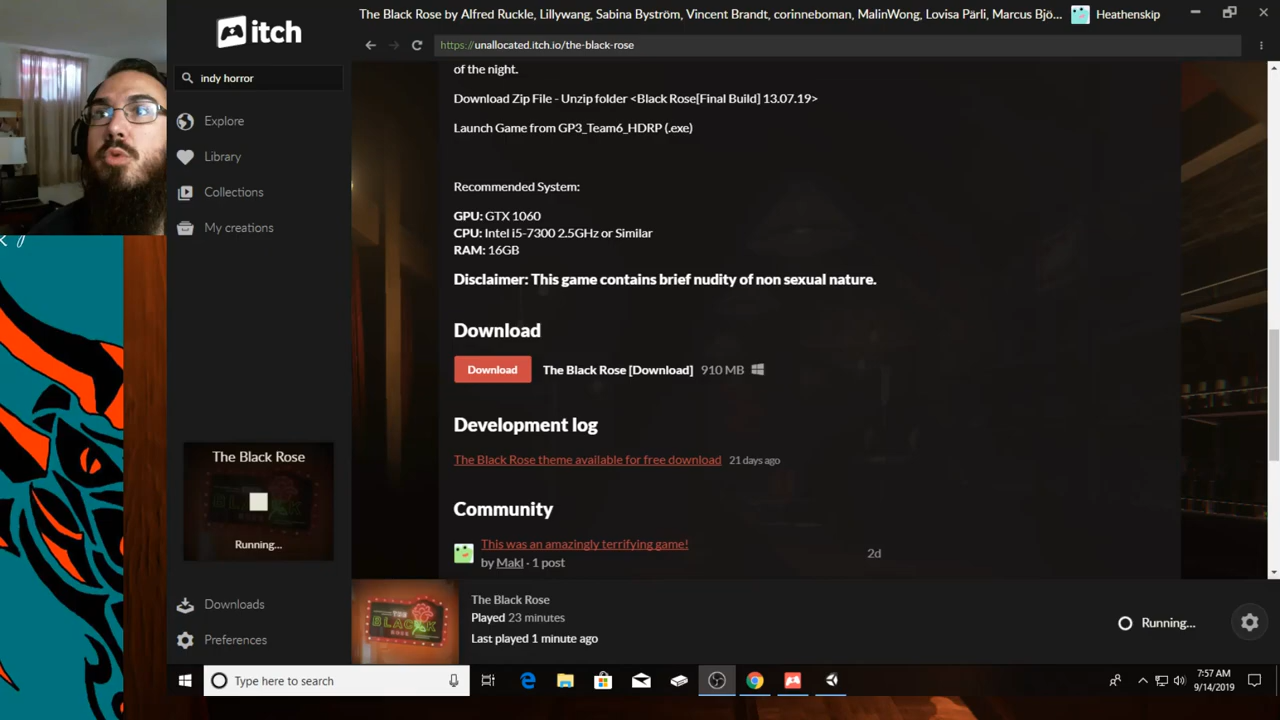 The Black Rose by Alfred Ruckle, Lillywang, Sabina Byström, Vincent Brandt, corinneboman, MalinWong, Lovisa Pärli, Marcus Bjö...
Heathenskip
itch
https://unallocated.itch.io/the-black-rose
indy horror
Explore
Library
Collections
My creations
of the night.
Download Zip File - Unzip folder <Black Rose[Final Build] 13.07.19>
Launch Game from GP3_Team6_HDRP (.exe)
Recommended System:
GPU: GTX 1060
CPU: Intel i5-7300 2.5GHz or Similar
RAM: 16GB
Disclaimer: This game contains brief nudity of non sexual nature.
Download
Download The Black Rose [Download] 910 MB
Development log
The Black Rose theme available for free download 21 days ago
Community
This was an amazingly terrifying game! 2d
by Makl · 1 post
The Black Rose
Running...
Downloads
Preferences
THE BLACK ROSE
The Black Rose
Played 23 minutes
Last played 1 minute ago
Running...
Type here to search
7:57 AM
9/14/2019